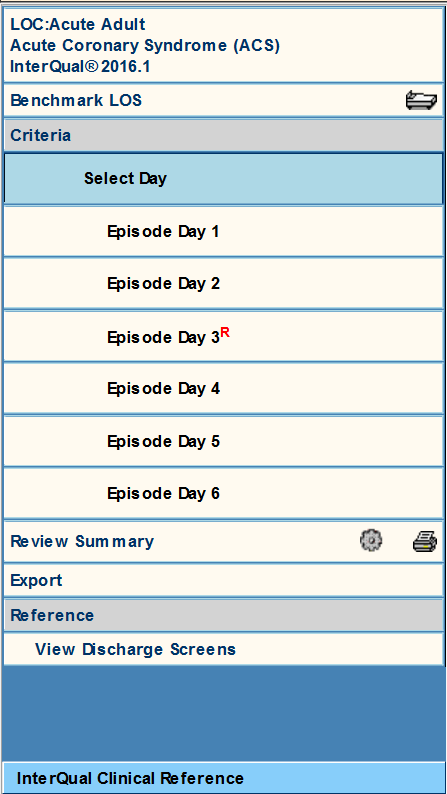 LOC:Acute Adult
Acute Coronary Syndrome (ACS)
InterQual® 2016.1
Benchmark LOS
Criteria
Select Day
Episode Day 1
Episode Day 2
Episode Day 3R
Episode Day 4
Episode Day 5
Episode Day 6
Review Summary
Export
Reference
View Discharge Screens
InterQual Clinical Reference